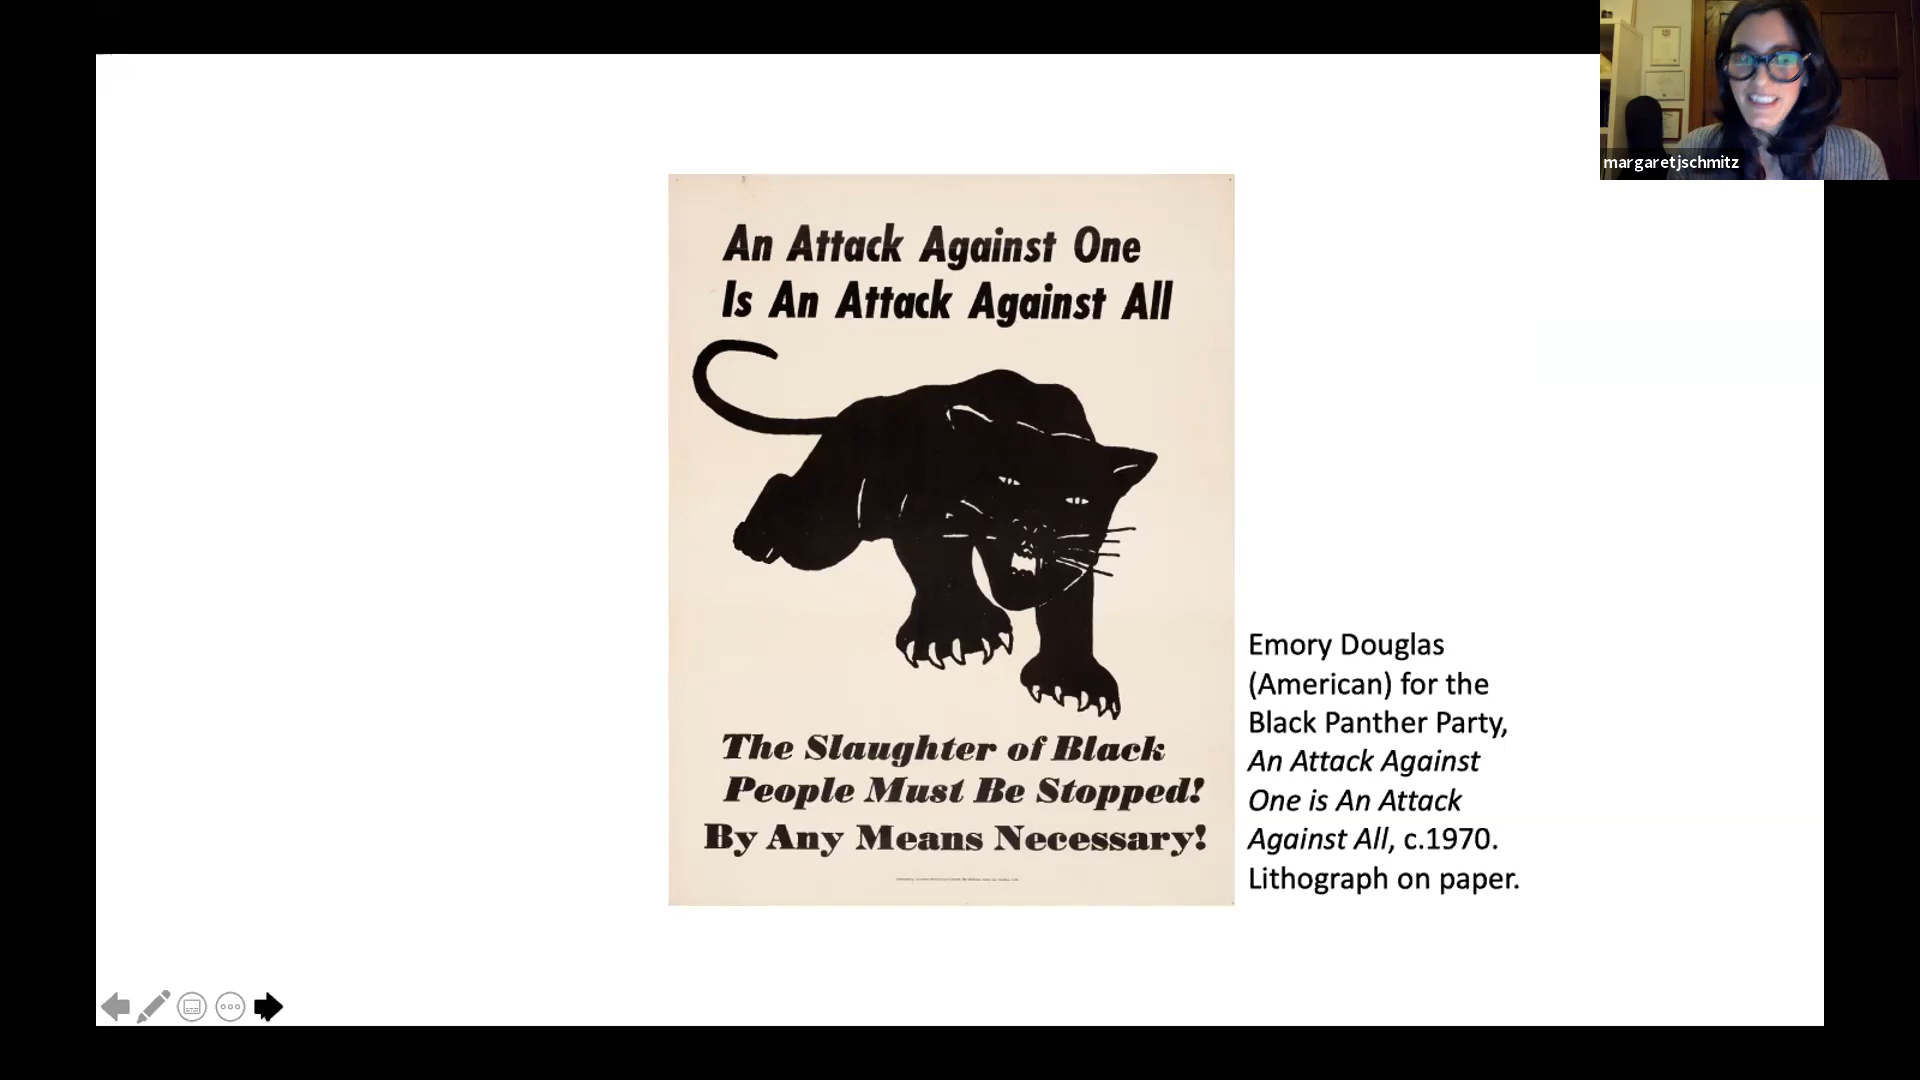 margaretjschmitz
An Attack Against One
Is An Attack Against All
The Slaughter of Black
People Must Be Stopped!
By Any Means Necessary!
Emory Douglas
(American) for the
Black Panther Party,
An Attack Against
One is An Attack
Against All, c.1970.
Lithograph on paper.